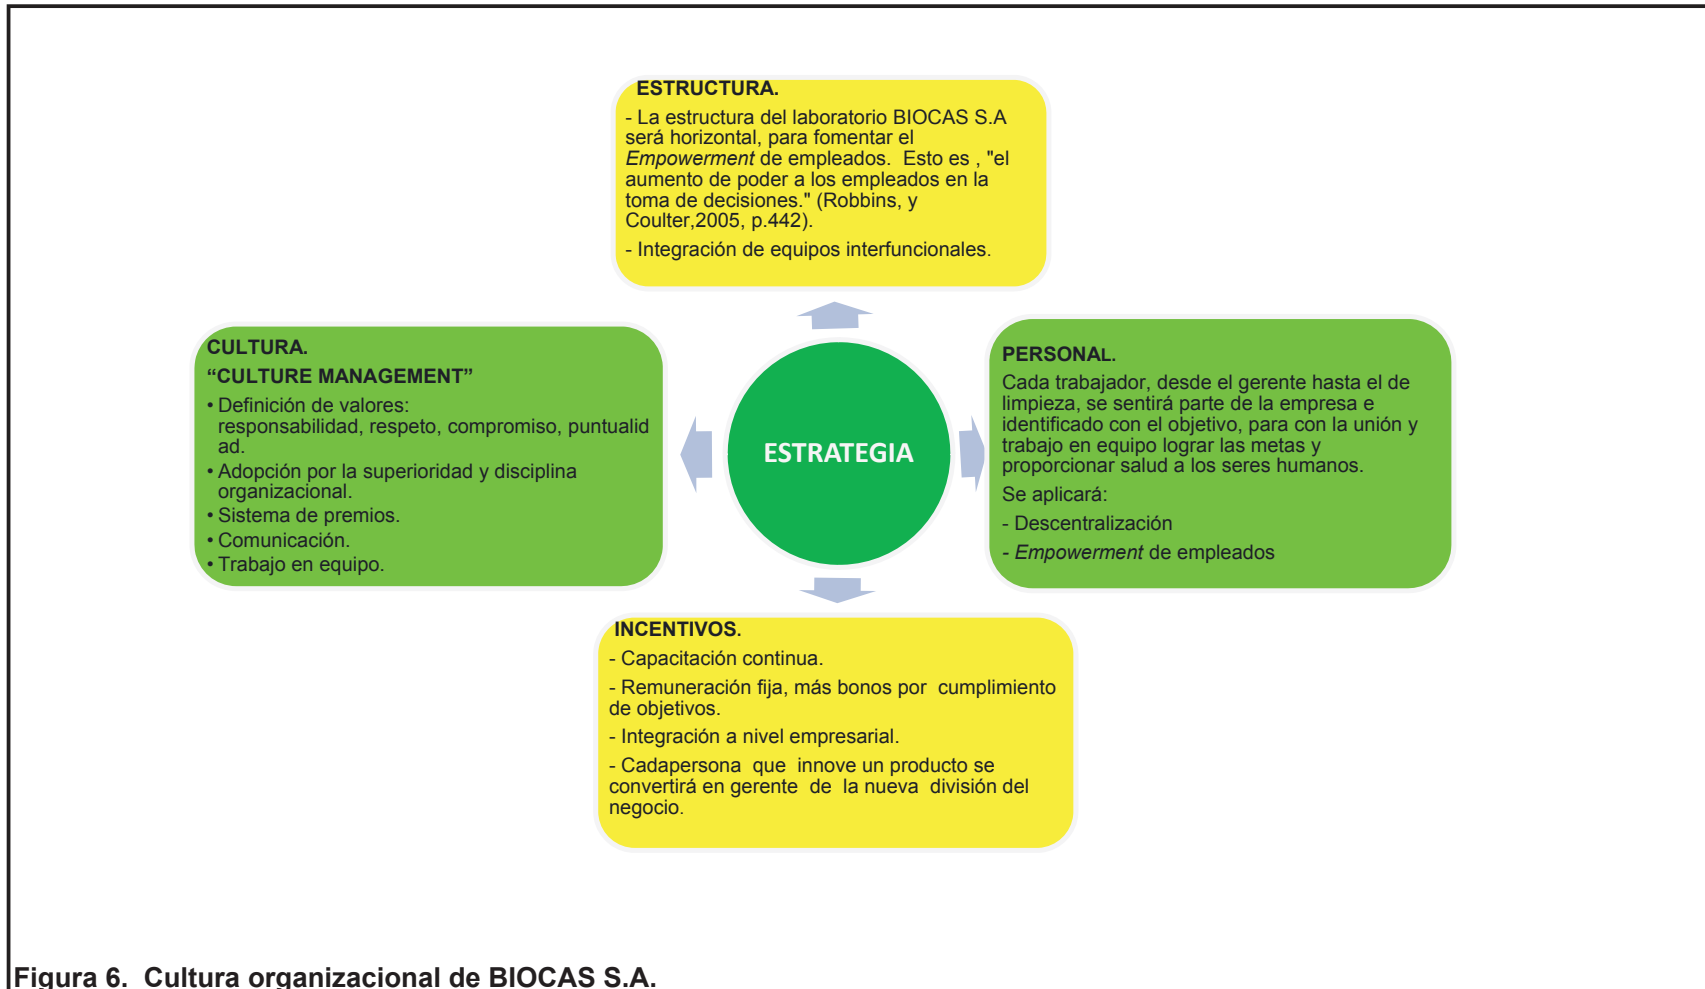 ESTRUCTURA.
- La estructura del laboratorio BIOCAS S.A
será horizontal, para fomentar el
Empowerment de empleados.  Esto es , "el
aumento de poder a los empleados en la
toma de decisiones." (Robbins, y
Coulter,2005, p.442).
- Integración de equipos interfuncionales.
CULTURA.
“CULTURE MANAGEMENT”
• Definición de valores:
responsabilidad, respeto, compromiso, puntualid
ad.
• Adopción por la superioridad y disciplina
organizacional.
• Sistema de premios.
• Comunicación.
• Trabajo en equipo.
ESTRATEGIA
PERSONAL.
Cada trabajador, desde el gerente hasta el de
limpieza, se sentirá parte de la empresa e
identificado con el objetivo, para con la unión y
trabajo en equipo lograr las metas y
proporcionar salud a los seres humanos.
Se aplicará:
- Descentralización
- Empowerment de empleados
INCENTIVOS.
- Capacitación continua.
- Remuneración fija, más bonos por  cumplimiento
de objetivos.
- Integración a nivel empresarial.
- Cadapersona  que  innove un producto se
convertirá en gerente  de  la nueva  división del
negocio.
Figura 6.  Cultura organizacional de BIOCAS S.A.